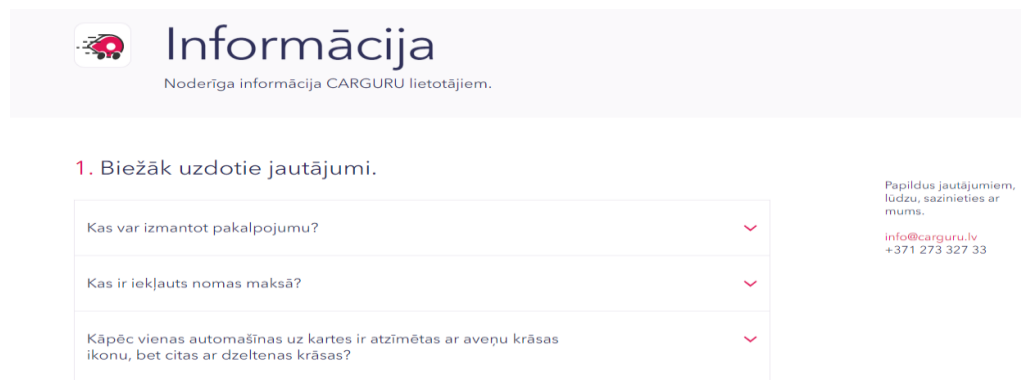 Informācija
Noderīga informācija CARGURU lietotājiem.
1. Biežāk uzdotie jautājumi.
Kas var izmantot pakalpojumu?
Kas ir iekļauts nomas maksā?
Kāpēc vienas automašīnas uz kartes ir atzīmētas ar aveņu krāsas
ikonu, bet citas ar dzeltenas krāsas?
Papildus jautājumiem,
lūdzu, sazinieties ar
mums.
info@carguru.lv
+371 273 327 33